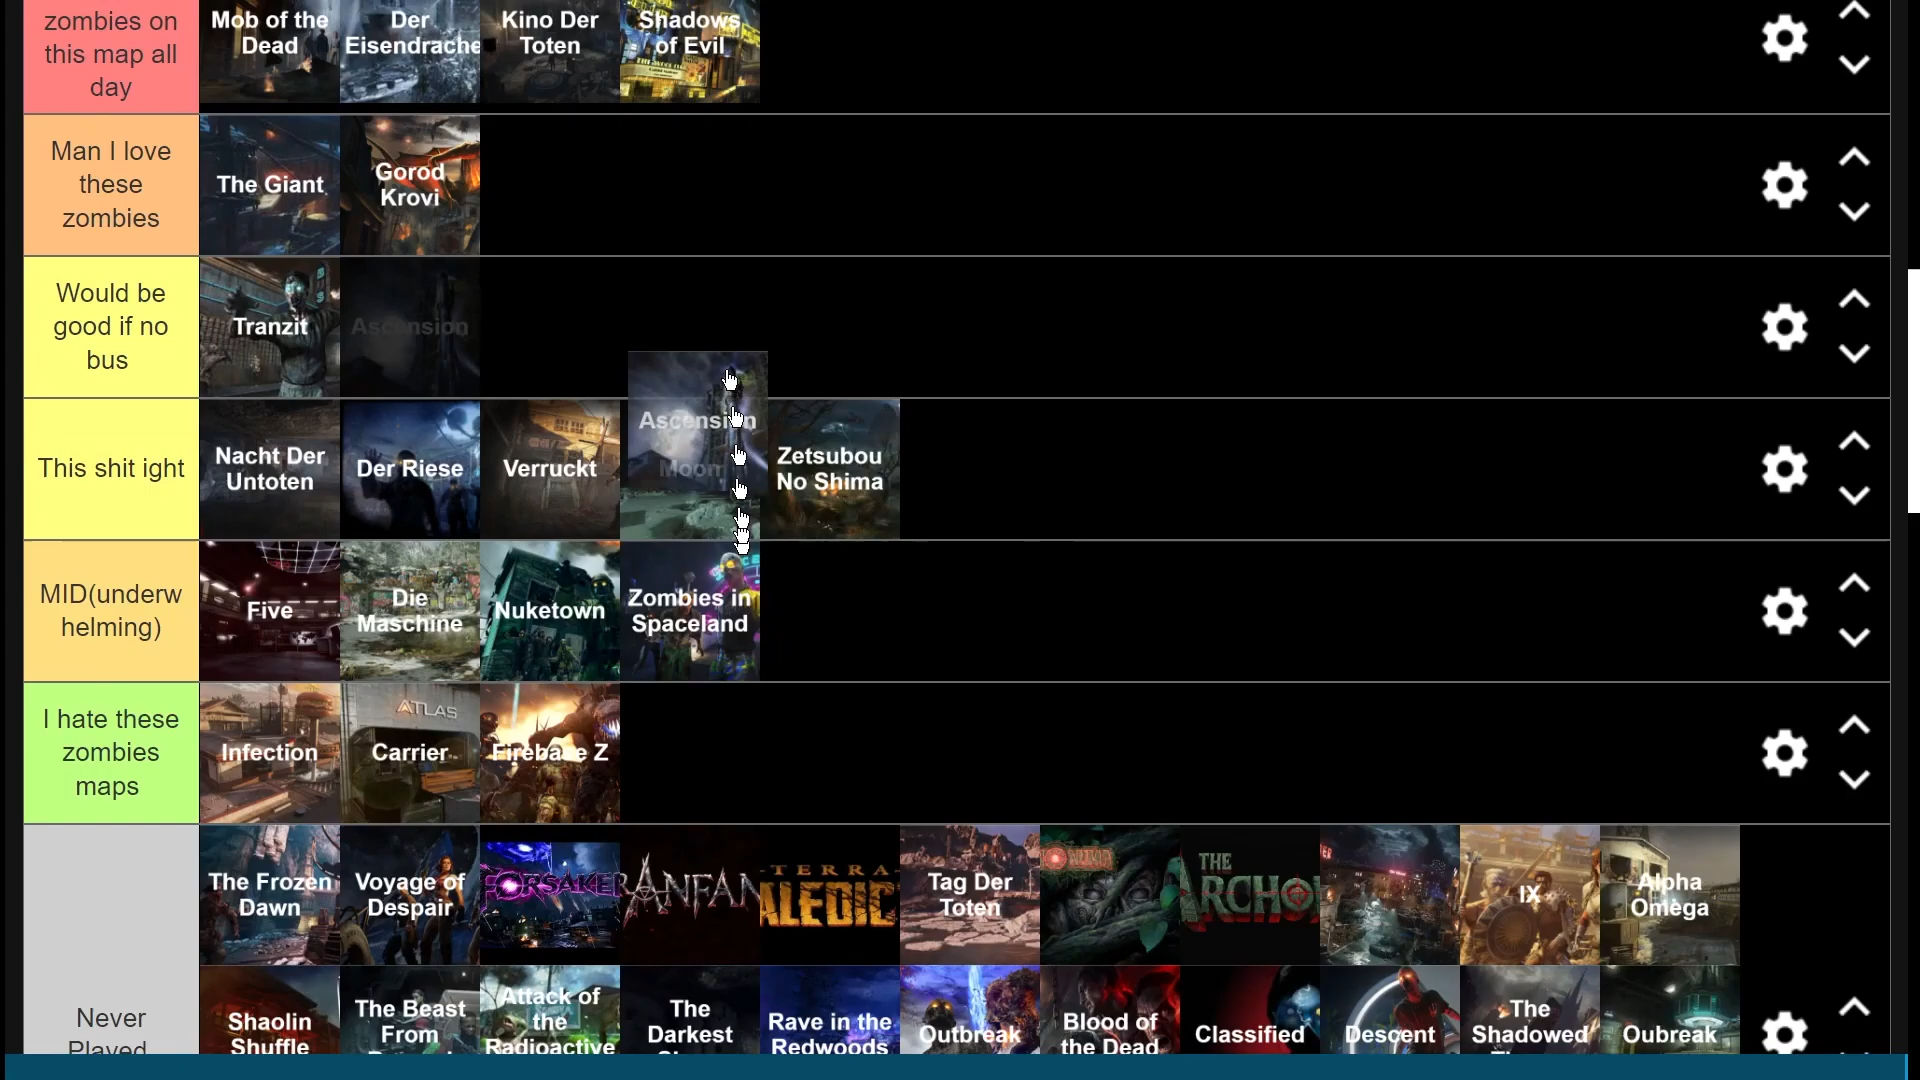 zombies on
this map all
day
Mob of the
Dead
Der
Eisendrache
Kino Der
Toten
Shadows
of Evil
Man I love
these
zombies
The Giant
Gorod
Krovi
Would be
good if no
bus
Tranzit
Ascension
This shit ight
Nacht Der
Untoten
Der Riese
Verruckt
Ascension
Moon
Zetsubou
No Shima
MID(underw
helming)
Five
Die
Maschine
Nuketown
Zombies in
Spaceland
I hate these
zombies
maps
Infection
ATLAS
Carrier
Firebase Z
The Frozen
Dawn
Voyage of
Despair
FORSAKEN
ANFAN
TERRA
ALEDIC
Tag Der
Toten
THE
ARCHO
IX
Alpha
Omega
Never
Played
Shaolin
Shuffle
The Beast
From
Attack of
the
Radioactive
The
Darkest
Rave in the
Redwoods
Outbreak
Blood of
the Dead
Classified
Descent
The
Shadowed
Oubreak